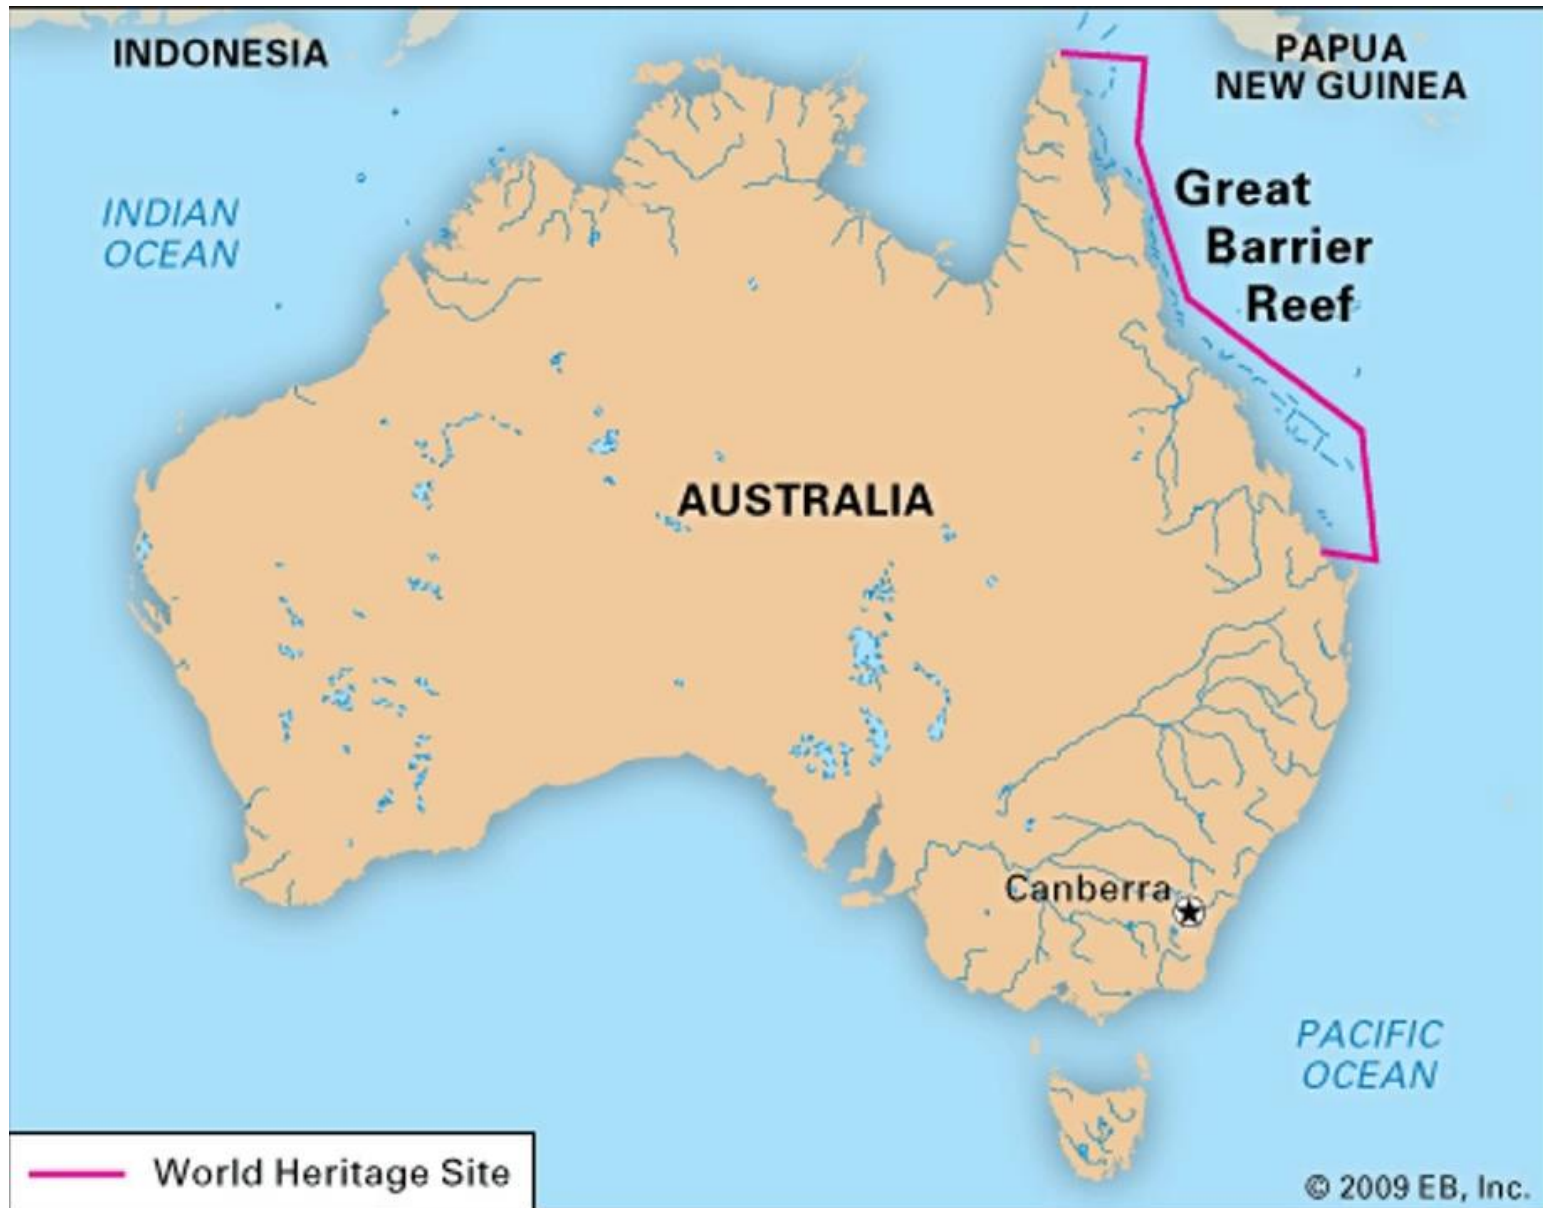 INDONESIA
PAPUA
NEW GUINEA
INDIAN
OCEAN
Great
Barrier
Reef
AUSTRALIA
Canberra
PACIFIC
OCEAN
World Heritage Site
© 2009 EB, Inc.